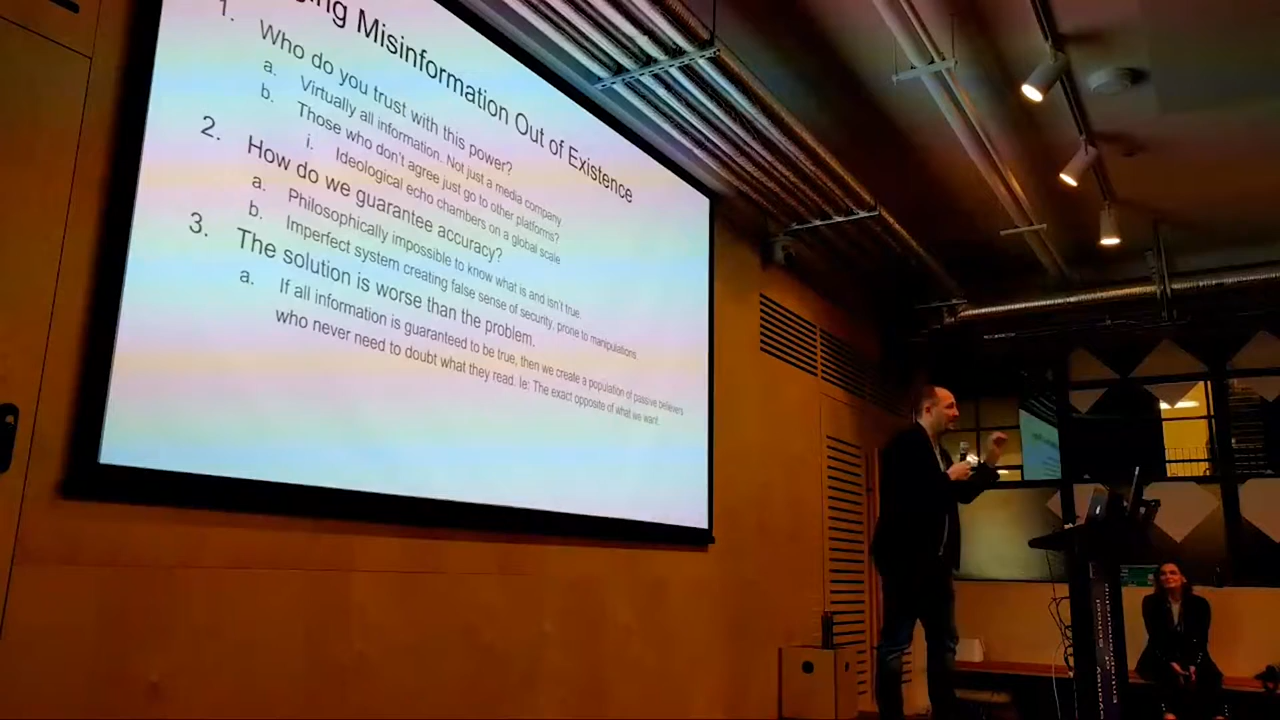 ging Misinformation Out of Existence
1. Who do you trust with this power?
a. Virtually all information. Not just a media company
b. Those who don't agree just go to other platforms?
i. Ideological echo chambers on a global scale
2. How do we guarantee accuracy?
a. Philosophically impossible to know what is and isn't true.
b. Imperfect system creating false sense of security, prone to manipulations.
3. The solution is worse than the problem.
a. If all information is guaranteed to be true, then we create a population of passive believers
who never need to doubt what they read. Ie: The exact opposite of what we want.
Sydney School
of
Entrepreneurship